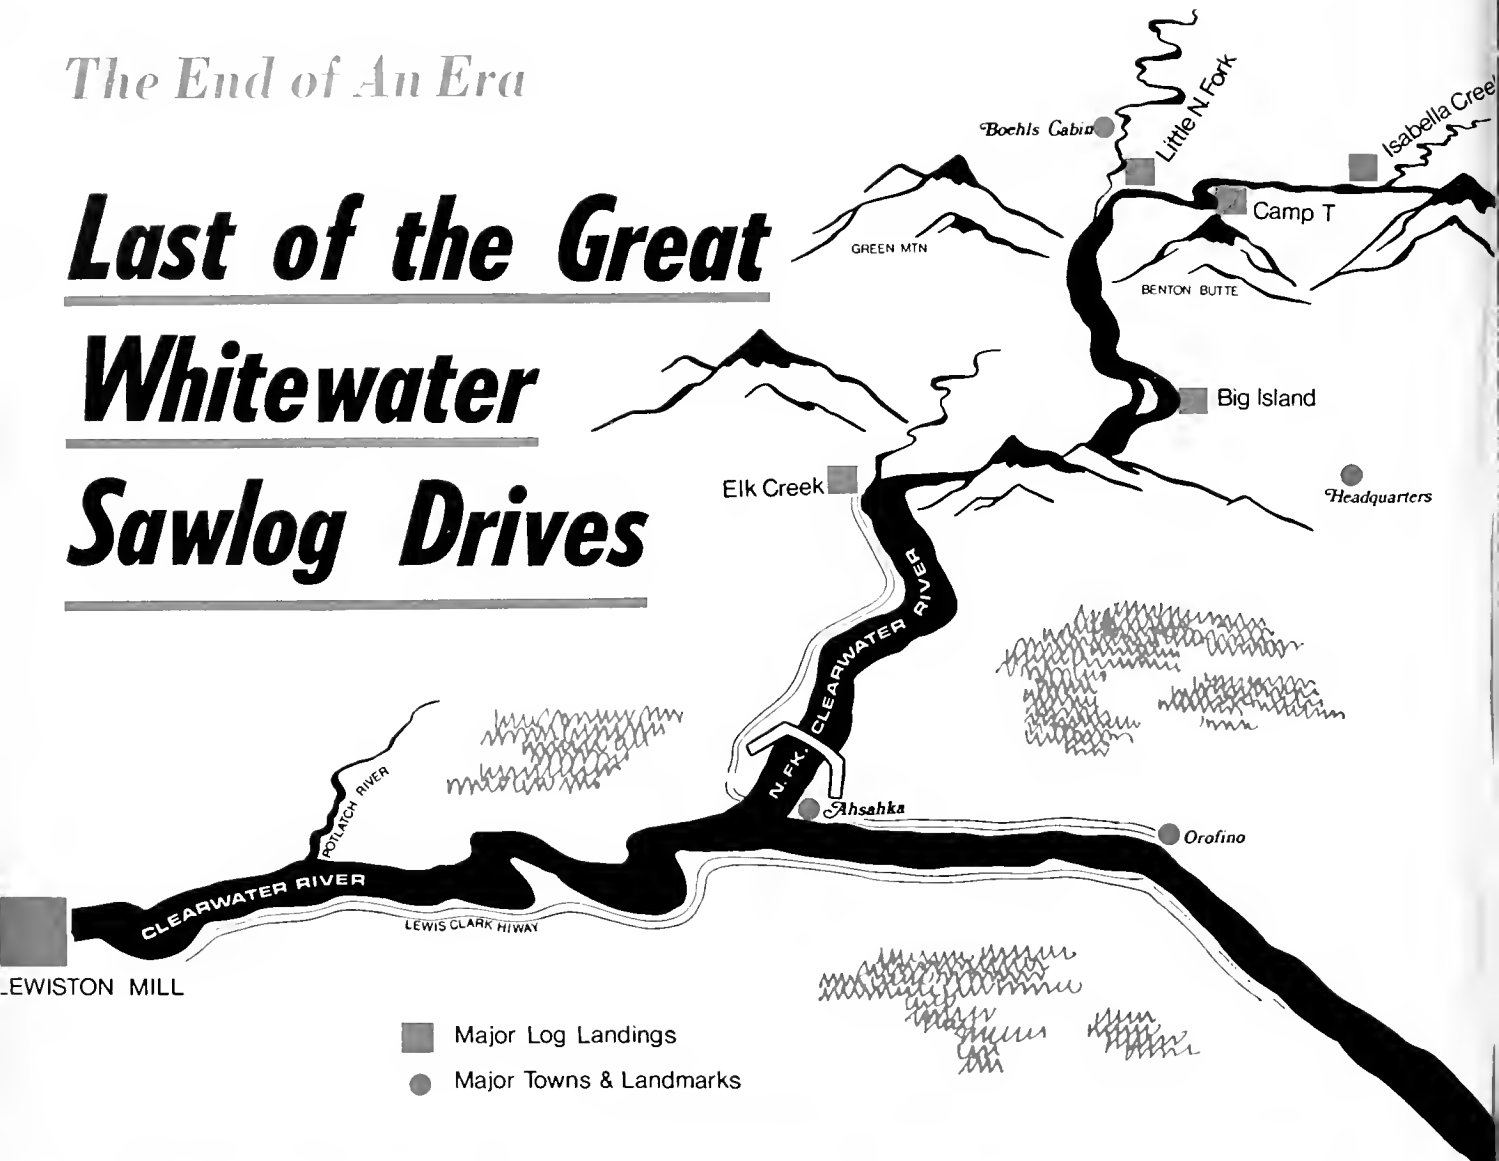 The End of An Era
Last of the Great
Whitewater
Sawlog Drives
Boehls Cabin
Little N. Fork
Isabella Creek
Camp T
GREEN MTN
BENTON BUTTE
Big Island
Elk Creek
Headquarters
N. FK. CLEARWATER RIVER
POTLATCH RIVER
Ahsahka
Orofino
CLEARWATER RIVER
LEWIS CLARK HIWAY
LEWISTON MILL
Major Log Landings
Major Towns & Landmarks